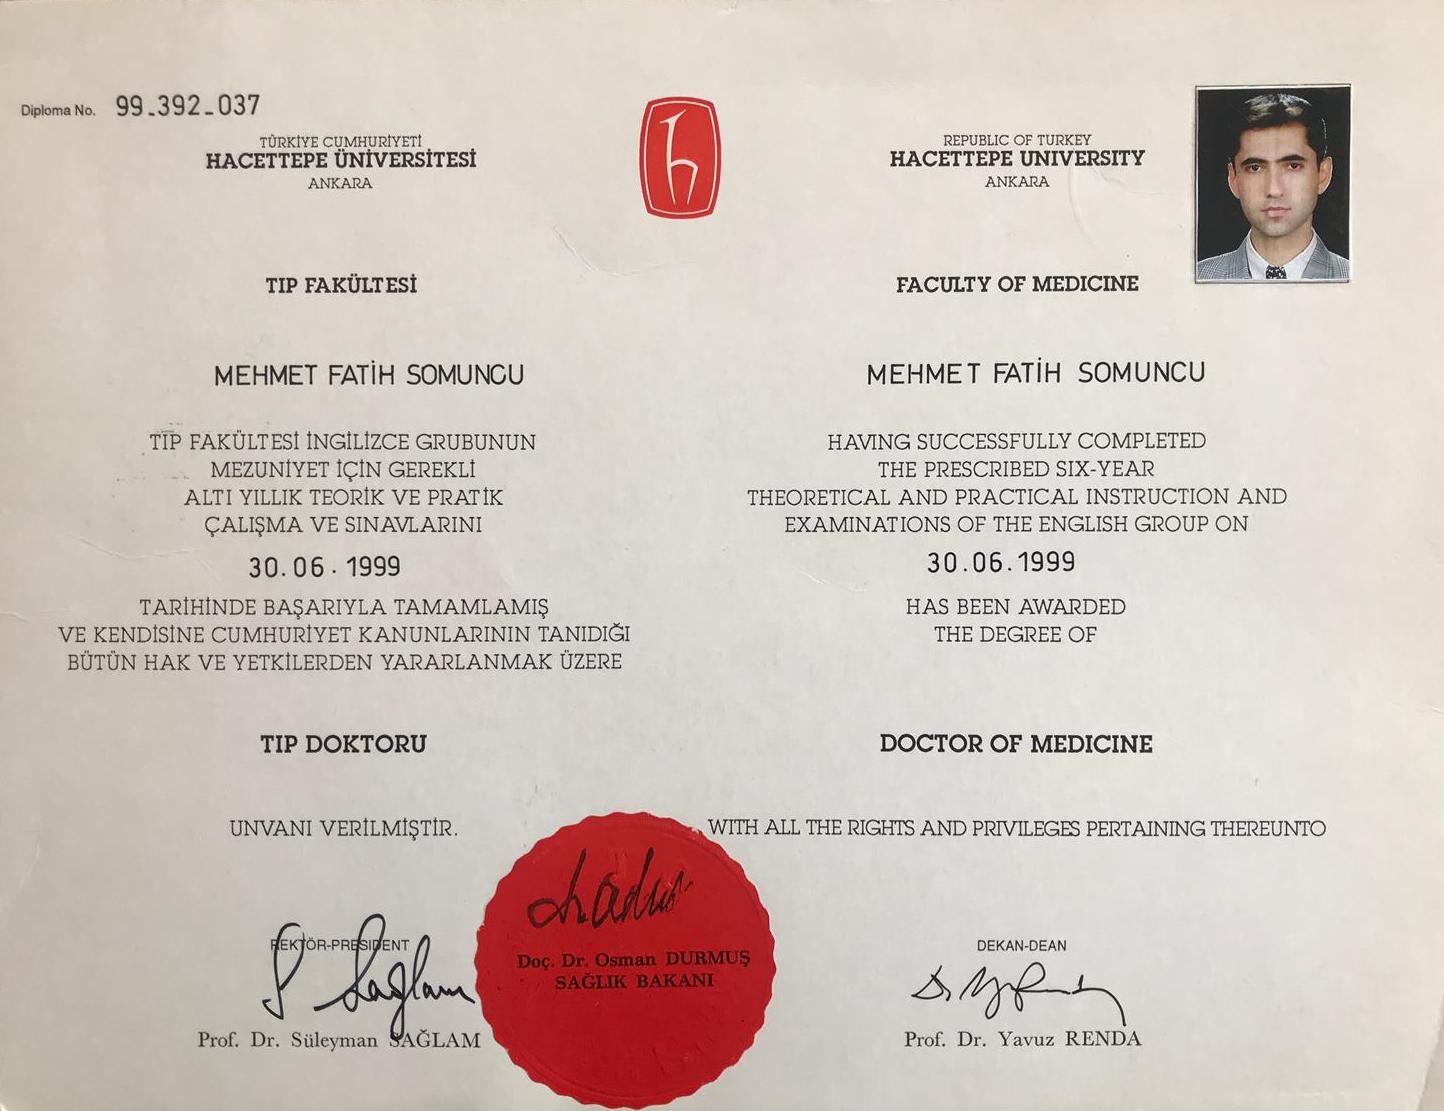 Diploma No. 99-392-037
TÜRKİYE CUMHURİYETİ
HACETTEPE ÜNİVERSİTESİ
ANKARA
TIP FAKÜLTESİ
MEHMET FATİH SOMUNCU
TIP FAKÜLTESİ İNGİLİZCE GRUBUNUN
MEZUNİYET İÇİN GEREKLİ
ALTI YILLIK TEORİK VE PRATİK
ÇALIŞMA VE SINAVLARINI
30.06.1999
TARİHİNDE BAŞARIYLA TAMAMLAMIŞ
VE KENDİSİNE CUMHURİYET KANUNLARININ TANIDIĞI
BÜTÜN HAK VE YETKİLERDEN YARARLANMAK ÜZERE
TIP DOKTORU
UNVANI VERİLMİŞTİR.
REKTÖR-PRESIDENT
S Sağlam
Prof. Dr. Süleyman SAĞLAM
h
REPUBLIC OF TURKEY
HACETTEPE UNIVERSITY
ANKARA
FACULTY OF MEDICINE
MEHMET FATİH SOMUNCU
HAVING SUCCESSFULLY COMPLETED
THE PRESCRIBED SIX-YEAR
THEORETICAL AND PRACTICAL INSTRUCTION AND
EXAMINATIONS OF THE ENGLISH GROUP ON
30.06.1999
HAS BEEN AWARDED
THE DEGREE OF
DOCTOR OF MEDICINE
WITH ALL THE RIGHTS AND PRIVILEGES PERTAINING THEREUNTO
Doç. Dr. Osman DURMUŞ
SAĞLIK BAKANI
DEKAN-DEAN
Prof. Dr. Yavuz RENDA